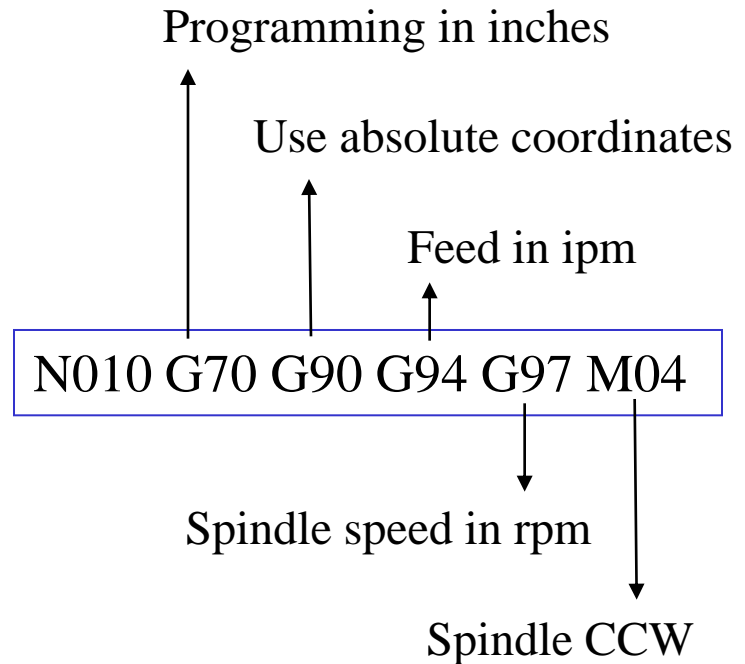 Programming in inches
Use absolute coordinates
Feed in ipm
N010 G70 G90 G94 G97 M04
Spindle speed in rpm
Spindle CCW